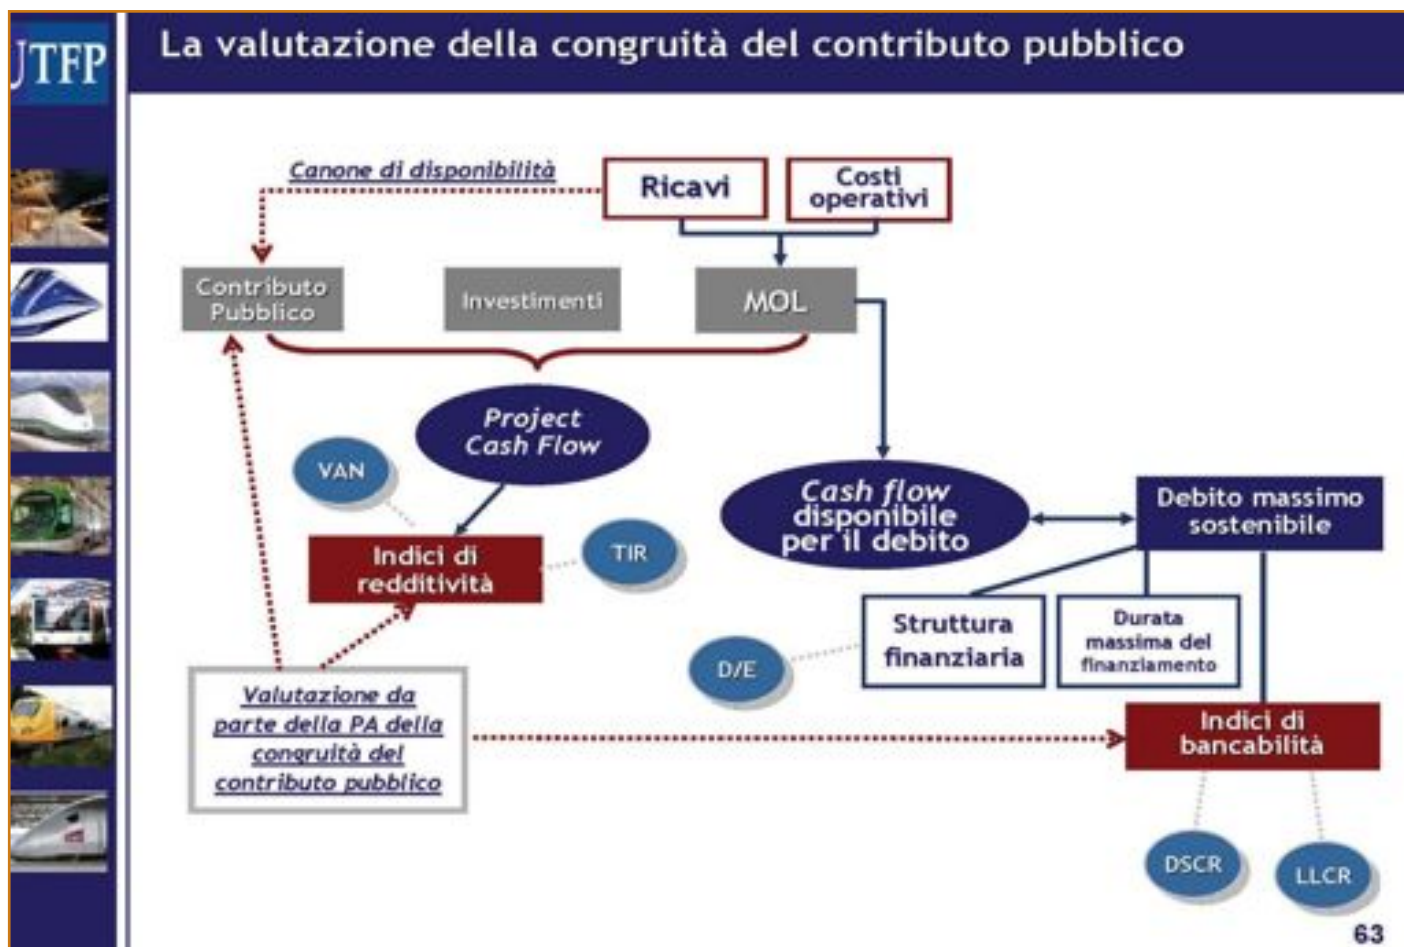 UTFP
La valutazione della congruità del contributo pubblico
Canone di disponibilità
Ricavi
Costi
operativi
Contributo
Pubblico
Investimenti
MOL
Project
Cash Flow
VAN
Cash flow
disponibile
per il debito
Debito massimo
sostenibile
Indici di
redditività
TIR
Struttura
finanziaria
Durata
massima del
finanziamento
D/E
Valutazione da
parte della PA della
congruità del
contributo pubblico
Indici di
bancabilità
DSCR
LLCR
63